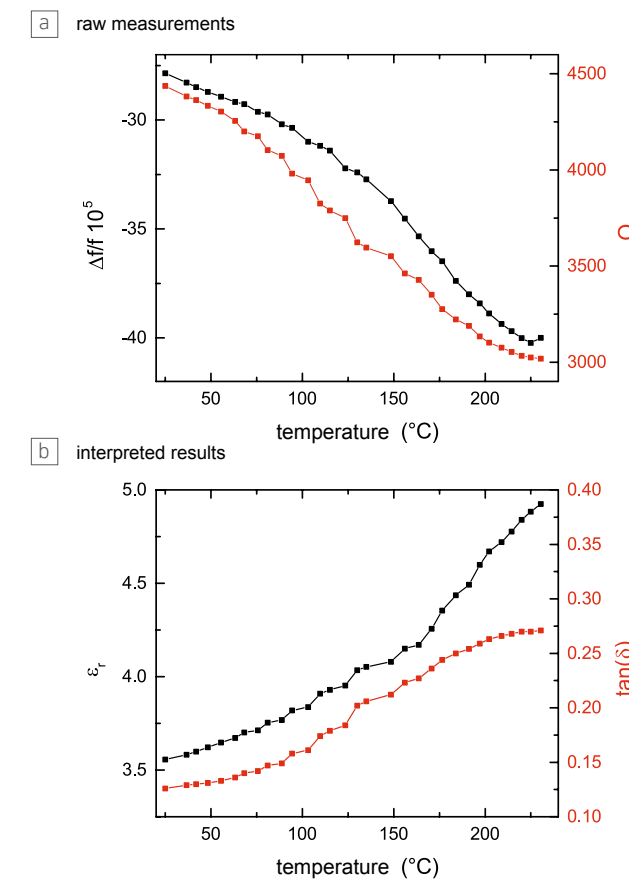 a raw measurements
-30
-35
-40
Δf/f 10⁵
4500
4000
3500
3000
50 100 150 200
temperature (°C)
b interpreted results
5.0
4.5
4.0
3.5
εr
0.40
0.35
0.30
0.25
0.20
0.15
0.10
tan(δ)
50 100 150 200
temperature (°C)